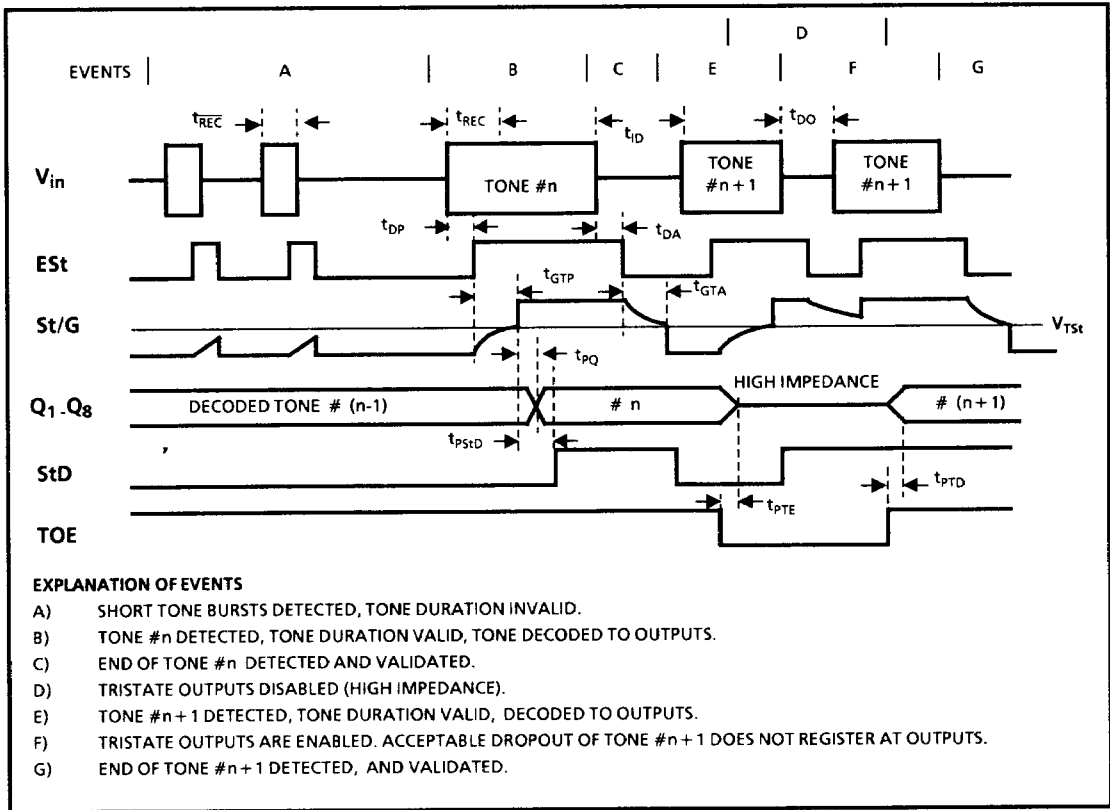 D
EVENTS A B C E F G
tREC tREC tID tDO
Vin TONE #n TONE #n+1 TONE #n+1
tDP tDA
ESt
tGTP tGTA
St/G VTSt
tPQ
HIGH IMPEDANCE
Q1-Q8 DECODED TONE # (n-1) # n # (n+1)
tPStD
StD
tPTE tPTD
TOE
EXPLANATION OF EVENTS
A) SHORT TONE BURSTS DETECTED, TONE DURATION INVALID.
B) TONE #n DETECTED, TONE DURATION VALID, TONE DECODED TO OUTPUTS.
C) END OF TONE #n DETECTED AND VALIDATED.
D) TRISTATE OUTPUTS DISABLED (HIGH IMPEDANCE).
E) TONE #n+1 DETECTED, TONE DURATION VALID, DECODED TO OUTPUTS.
F) TRISTATE OUTPUTS ARE ENABLED. ACCEPTABLE DROPOUT OF TONE #n+1 DOES NOT REGISTER AT OUTPUTS.
G) END OF TONE #n+1 DETECTED, AND VALIDATED.